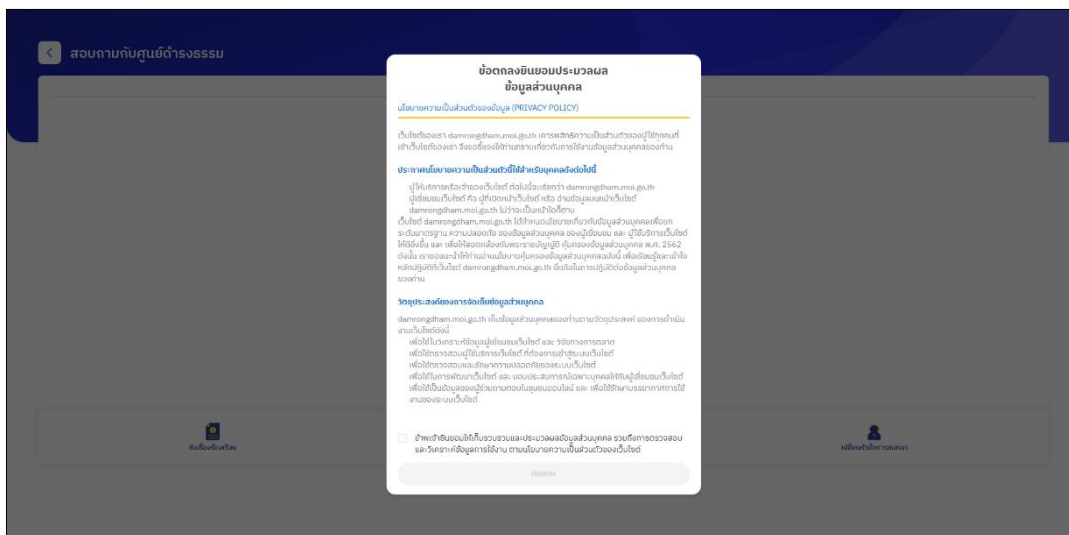 สอบถามกับศูนย์ดำรงธรรม
ข้อตกลงยินยอมประมวลผล
ข้อมูลส่วนบุคคล
นโยบายความเป็นส่วนตัวของข้อมูล (PRIVACY POLICY)
เว็บไซต์ของเรา damrongdham.moi.go.th เคารพสิทธิความเป็นส่วนตัวของผู้ใช้ทุกคนที่
เข้าเว็บไซต์ของเรา จึงขอชี้แจงให้ท่านทราบเกี่ยวกับการใช้งานข้อมูลส่วนบุคคลของท่าน
ประกาศนโยบายความเป็นส่วนตัวนี้ใช้สำหรับบุคคลดังต่อไปนี้
ผู้ให้บริการหรือเจ้าของเว็บไซต์ ต่อไปนี้จะเรียกว่า damrongdham.moi.go.th
ผู้เยี่ยมชมเว็บไซต์ คือ ผู้ที่เปิดหน้าเว็บไซต์ หรือ อ่านข้อมูลบนหน้าเว็บไซต์
damrongdham.moi.go.th ไม่ว่าจะเป็นหน้าใดก็ตาม
เว็บไซต์ damrongdham.moi.go.th ได้กำหนดนโยบายเกี่ยวกับข้อมูลส่วนบุคคลเพื่อยก
ระดับมาตรฐาน ความปลอดภัย ของข้อมูลส่วนบุคคล ของผู้เยี่ยมชม และ ผู้ใช้บริการเว็บไซต์
ให้ดียิ่งขึ้น และ เพื่อให้สอดคล้องกับพระราชบัญญัติ คุ้มครองข้อมูลส่วนบุคคล พ.ศ. 2562
ดังนั้น เราขอแนะนำให้ท่านอ่านนโยบายคุ้มครองข้อมูลส่วนบุคคลฉบับนี้ เพื่อเรียนรู้และเข้าใจ
หลักปฏิบัติที่เว็บไซต์ damrongdham.moi.go.th ยึดถือในการปฏิบัติต่อข้อมูลส่วนบุคคล
ของท่าน
วัตถุประสงค์ของการจัดเก็บข้อมูลส่วนบุคคล
damrongdham.moi.go.th เก็บข้อมูลส่วนบุคคลของท่านตามวัตถุประสงค์ ของการดำเนิน
งานเว็บไซต์ดังนี้
เพื่อใช้ในวิเคราะห์ข้อมูลผู้เยี่ยมชมเว็บไซต์ และ วิจัยทางการตลาด
เพื่อใช้ตรวจสอบผู้ใช้บริการเว็บไซต์ ที่ต้องการเข้าสู่ระบบเว็บไซต์
เพื่อใช้ตรวจสอบและรักษาความปลอดภัยของระบบเว็บไซต์
เพื่อใช้ในการพัฒนาเว็บไซต์ และ มอบประสบการณ์เฉพาะบุคคลให้กับผู้เยี่ยมชมเว็บไซต์
เพื่อใช้เป็นข้อมูลของผู้ร่วมถามตอบในชุมชนออนไลน์ และ เพื่อใช้รักษาบรรยากาศการใช้
งานของระบบเว็บไซต์
ข้าพเจ้ายินยอมให้เก็บรวบรวมและประมวลผลข้อมูลส่วนบุคคล รวมถึงการตรวจสอบ
และวิเคราะห์ข้อมูลการใช้งาน ตามนโยบายความเป็นส่วนตัวของเว็บไซต์
ยินยอม
ส่งเรื่องร้องเรียน
เปลี่ยนหัวข้อการสนทนา